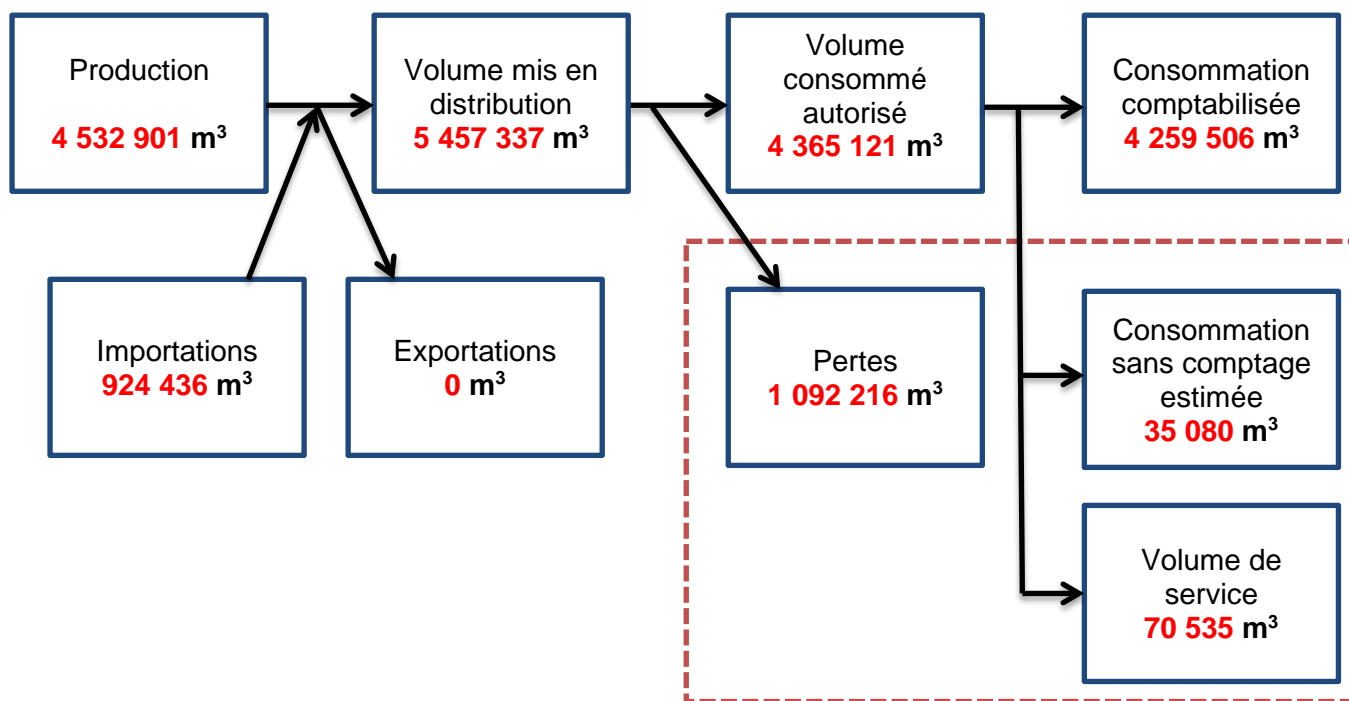 Production
4 532 901 m³
Volume mis en
distribution
5 457 337 m³
Volume
consommé
autorisé
4 365 121 m³
Consommation
comptabilisée
4 259 506 m³
Importations
924 436 m³
Exportations
0 m³
Pertes
1 092 216 m³
Consommation
sans comptage
estimée
35 080 m³
Volume de
service
70 535 m³